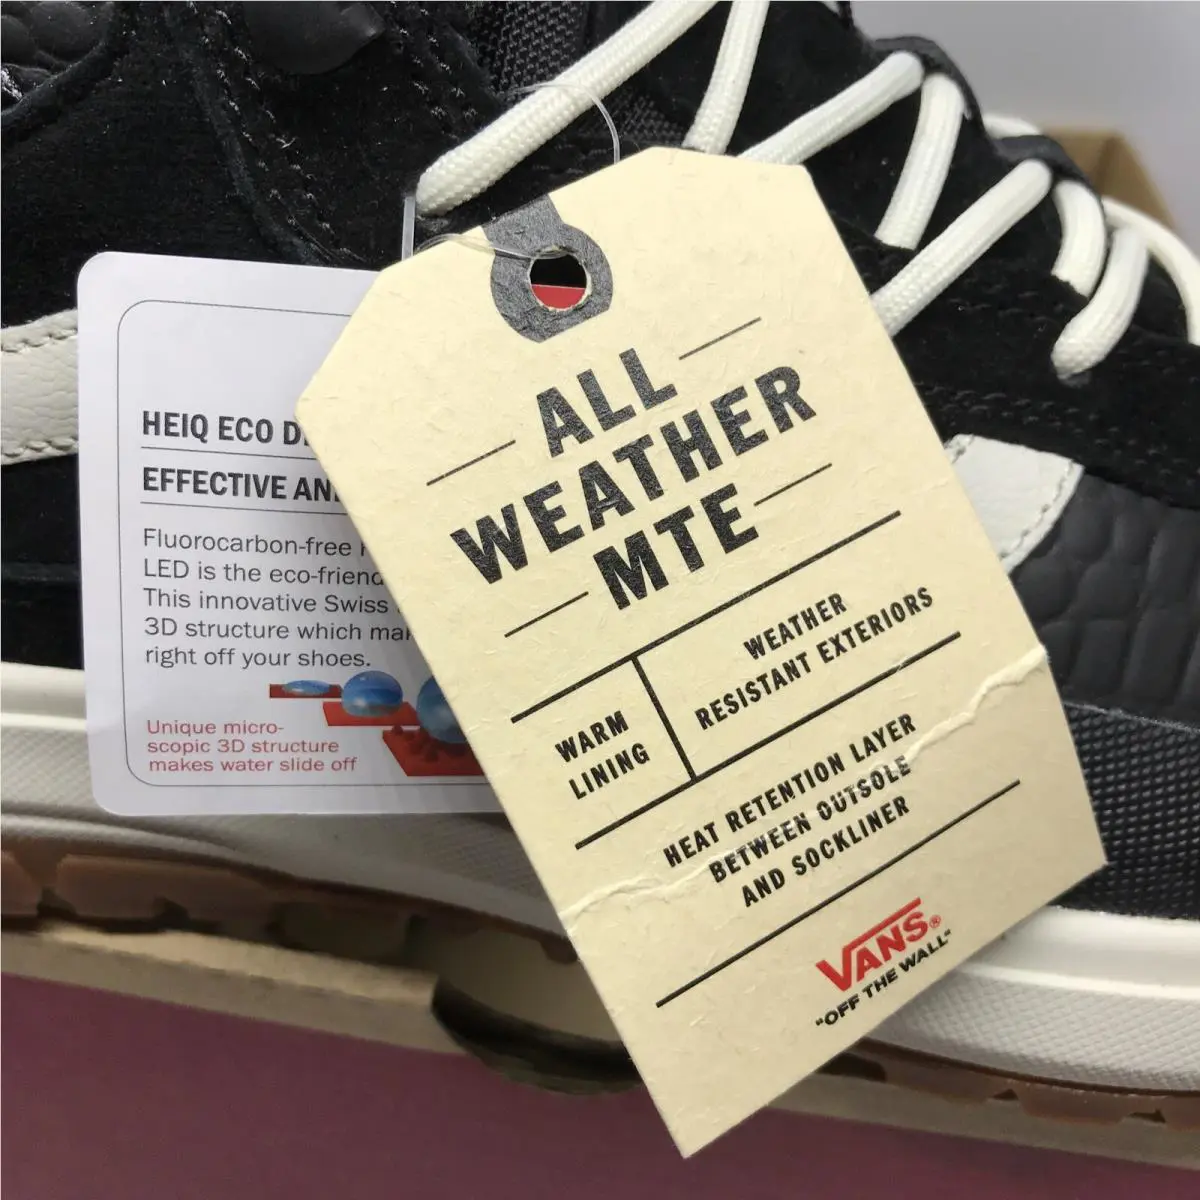 HEIQ ECO
EFFECTIVE
Fluorocarbon-free
LED is the eco-friend
This innovative Swiss
3D structure which
right off your shoes.
Unique micro-
scopic 3D structure
makes water slide off
ALL
WEATHER
MTE
WARM
LINING
WEATHER
RESISTANT EXTERIORS
HEAT RETENTION LAYER
BETWEEN OUTSOLE
AND SOCKLINER
VANS®
"OFF THE WALL"